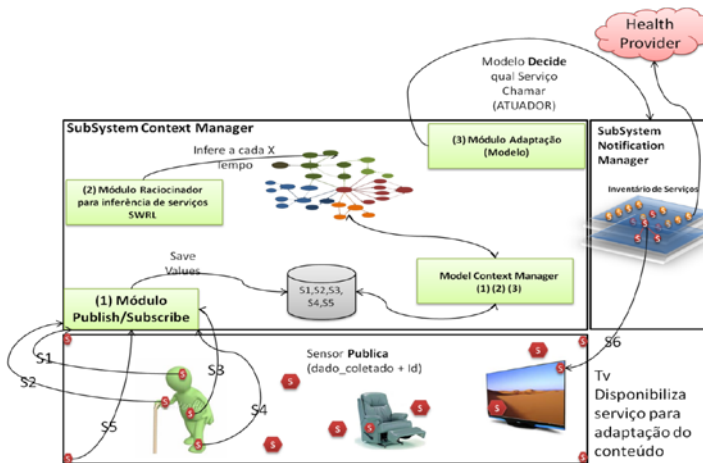 Health
Provider
Modelo Decide
qual Serviço
Chamar
(ATUADOR)
SubSystem Context Manager
SubSystem
Notification
Manager
Infere a cada X
Tempo
(3) Módulo Adaptação
(Modelo)
(2) Módulo Raciocinador
para inferência de serviços
SWRL
Inventário de Serviços
Save
Values
S1,S2,S3,
S4,S5
Model Context Manager
(1) (2) (3)
(1) Módulo
Publish/Subscribe
S1
S2
S3
S4
S5
S6
Sensor Publica
(dado_coletado + Id)
Tv
Disponibiliza
serviço para
adaptação do
conteúdo